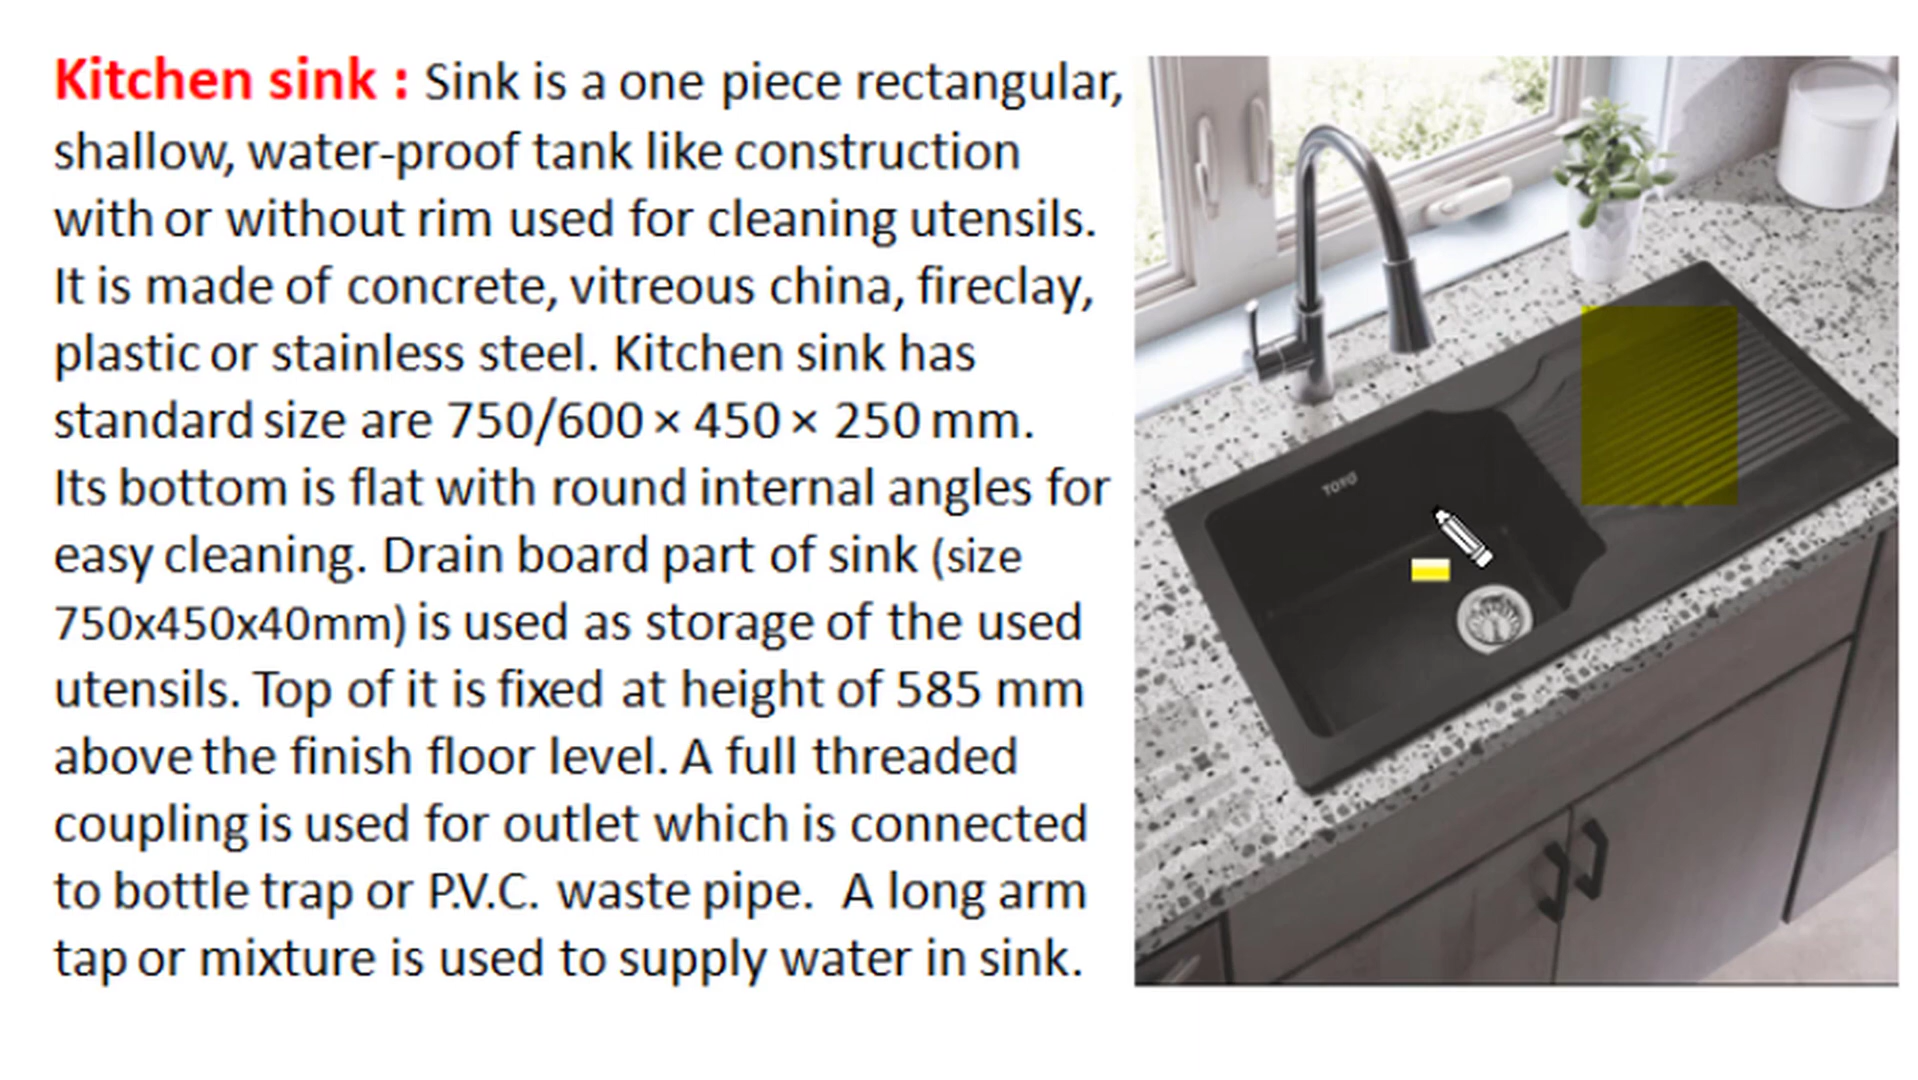 Kitchen sink : Sink is a one piece rectangular,
shallow, water-proof tank like construction
with or without rim used for cleaning utensils.
It is made of concrete, vitreous china, fireclay,
plastic or stainless steel. Kitchen sink has
standard size are 750/600 × 450 × 250 mm.
Its bottom is flat with round internal angles for
easy cleaning. Drain board part of sink (size
750x450x40mm) is used as storage of the used
utensils. Top of it is fixed at height of 585 mm
above the finish floor level. A full threaded
coupling is used for outlet which is connected
to bottle trap or P.V.C. waste pipe. A long arm
tap or mixture is used to supply water in sink.
TOYO